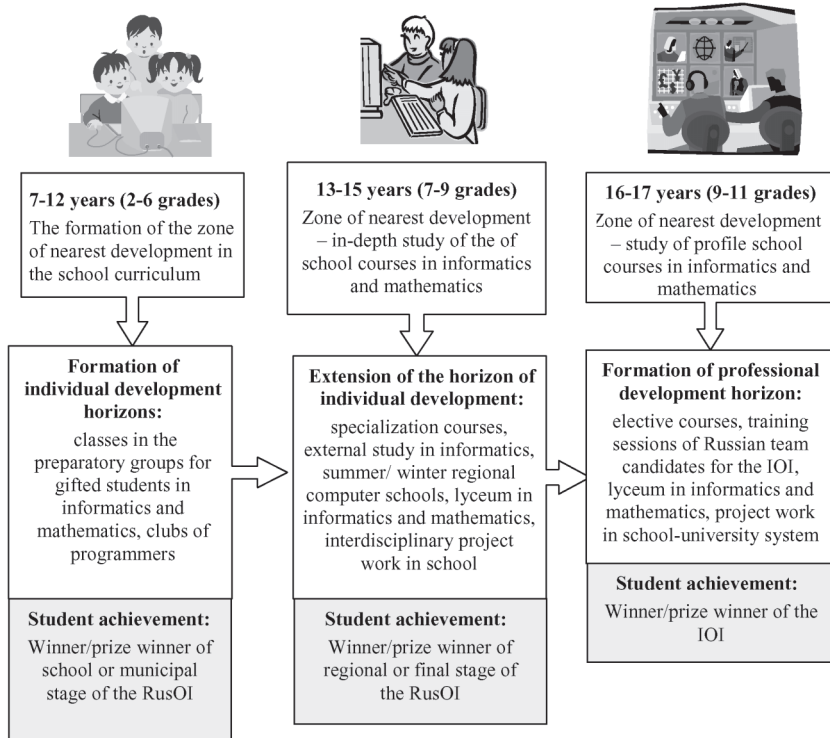 7-12 years (2-6 grades)
The formation of the zone
of nearest development in
the school curriculum
13-15 years (7-9 grades)
Zone of nearest development
– in-depth study of the of
school courses in informatics
and mathematics
16-17 years (9-11 grades)
Zone of nearest development
– study of profile school
courses in informatics and
mathematics
Formation of
individual development
horizons:
classes in the
preparatory groups for
gifted students in
informatics and
mathematics, clubs of
programmers
Extension of the horizon of
individual development:
specialization courses,
external study in informatics,
summer/ winter regional
computer schools, lyceum in
informatics and mathematics,
interdisciplinary project
work in school
Formation of professional
development horizon:
elective courses, training
sessions of Russian team
candidates for the IOI,
lyceum in informatics and
mathematics, project work
in school-university system
Student achievement:
Winner/prize winner of
school or municipal
stage of the RusOI
Student achievement:
Winner/prize winner of
regional or final stage of
the RusOI
Student achievement:
Winner/prize winner of the
IOI